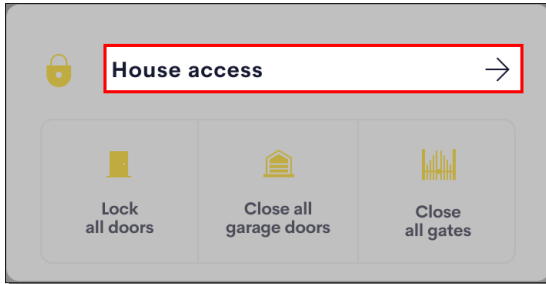 House access
Lock
all doors
Close all
garage doors
Close
all gates